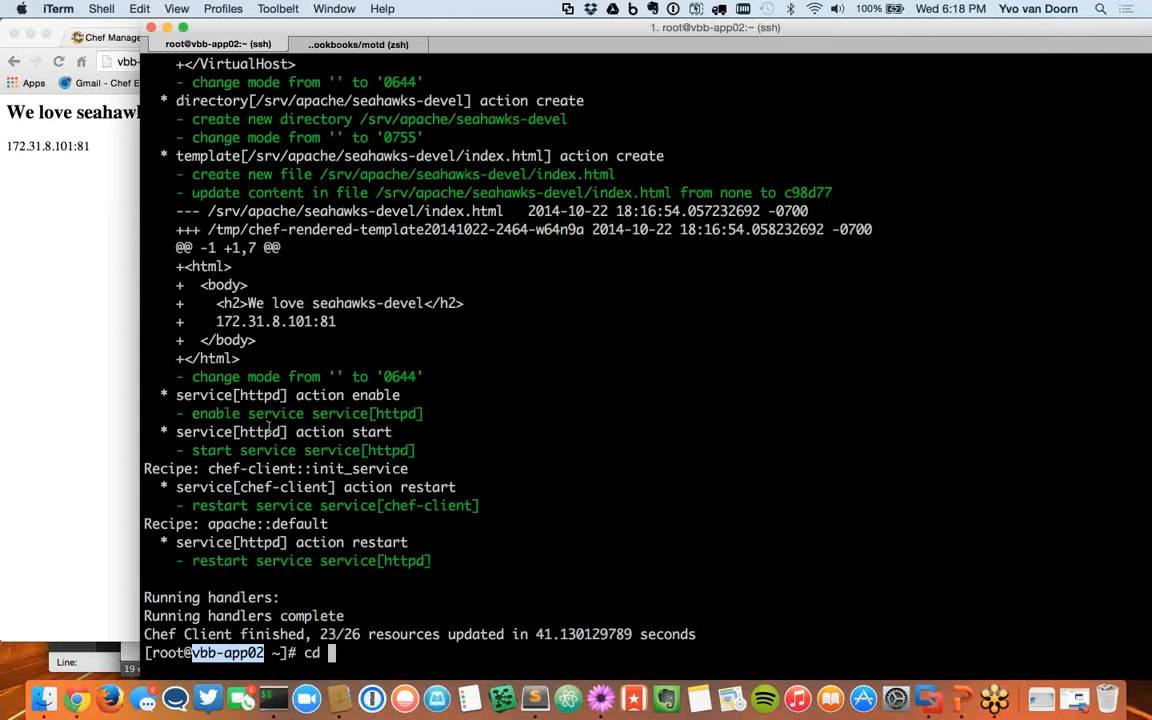 iTerm Shell Edit View Profiles Toolbelt Window Help 100% Wed 6:18 PM Yvo van Doorn
1. root@vbb-app02:~ (ssh)
Chef Manage
root@vbb-app02:~ (ssh) ..ookbooks/motd (zsh)
vbb-
Apps Gmail - Chef E
We love seahawk
172.31.8.101:81
+</VirtualHost>
- change mode from '' to '0644'
* directory[/srv/apache/seahawks-devel] action create
- create new directory /srv/apache/seahawks-devel
- change mode from '' to '0755'
* template[/srv/apache/seahawks-devel/index.html] action create
- create new file /srv/apache/seahawks-devel/index.html
- update content in file /srv/apache/seahawks-devel/index.html from none to c98d77
--- /srv/apache/seahawks-devel/index.html 2014-10-22 18:16:54.057232692 -0700
+++ /tmp/chef-rendered-template20141022-2464-w64n9a 2014-10-22 18:16:54.058232692 -0700
@@ -1 +1,7 @@
+<html>
+ <body>
+ <h2>We love seahawks-devel</h2>
+ 172.31.8.101:81
+ </body>
+</html>
- change mode from '' to '0644'
* service[httpd] action enable
- enable service service[httpd]
* service[httpd] action start
- start service service[httpd]
Recipe: chef-client::init_service
* service[chef-client] action restart
- restart service service[chef-client]
Recipe: apache::default
* service[httpd] action restart
- restart service service[httpd]
Running handlers:
Running handlers complete
Chef Client finished, 23/26 resources updated in 41.130129789 seconds
[root@vbb-app02 ~]# cd
Line:
19 c